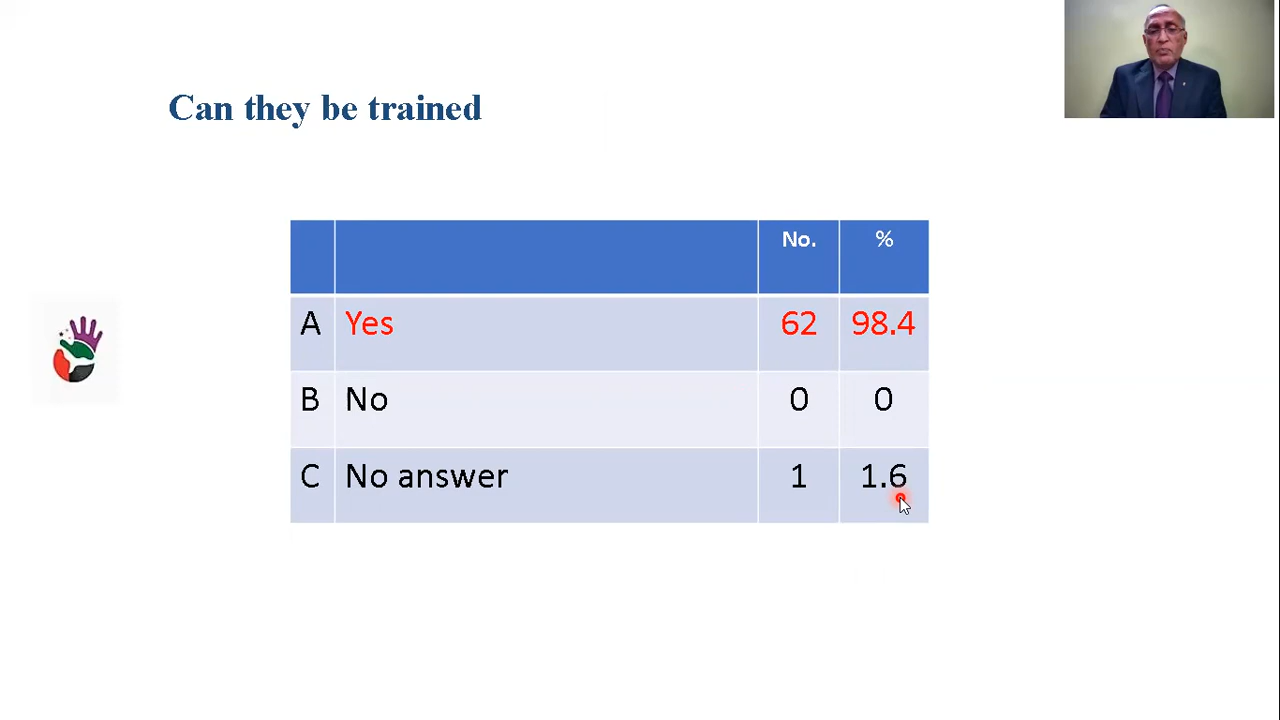 Can they be trained
No. %
A Yes 62 98.4
B No 0 0
C No answer 1 1.6